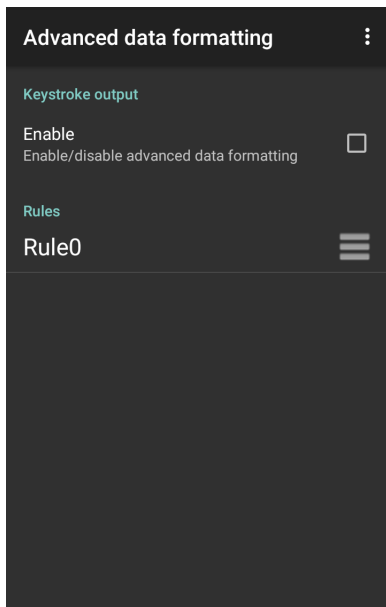 Advanced data formatting
Keystroke output
Enable
Enable/disable advanced data formatting
Rules
Rule0